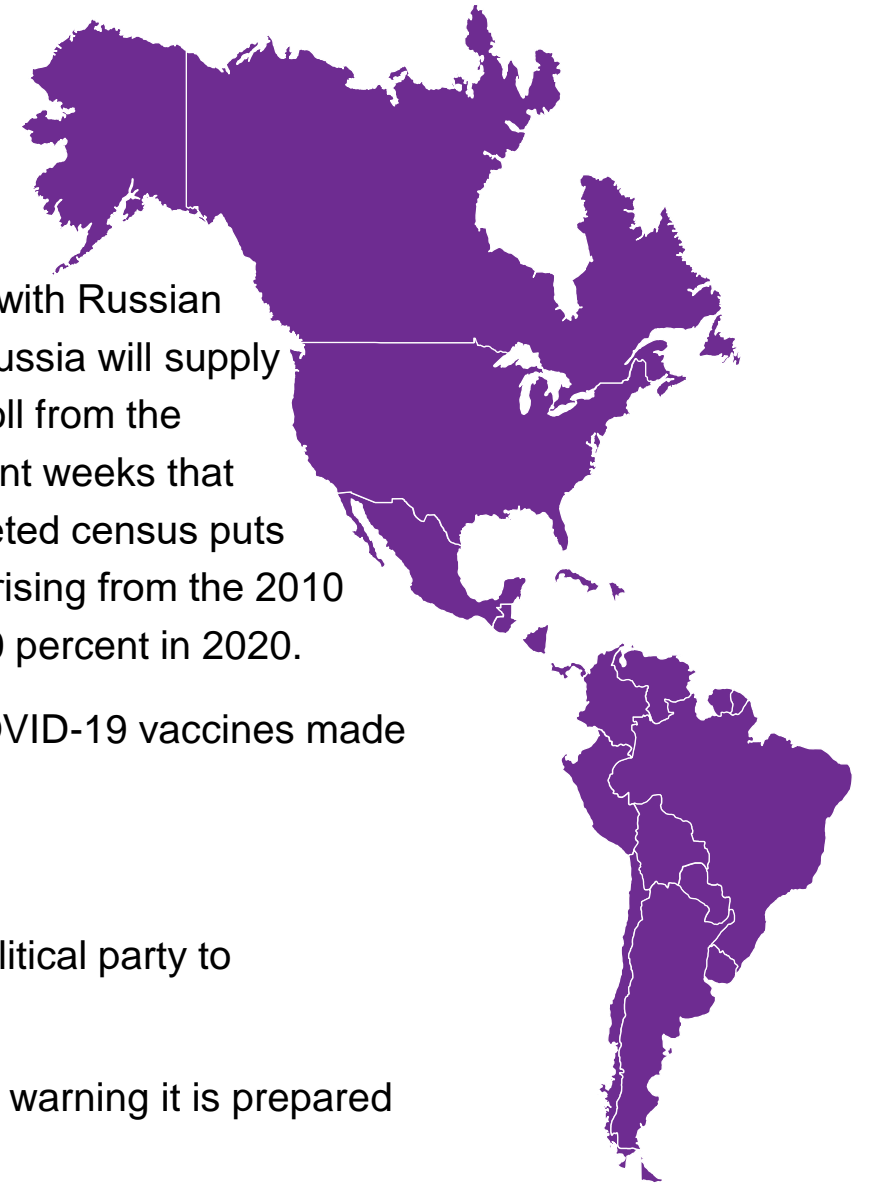 with Russian
ussia will supply
oll from the
nt weeks that
eted census puts
rising from the 2010
0 percent in 2020.
OVID-19 vaccines made
litical party to
warning it is prepared